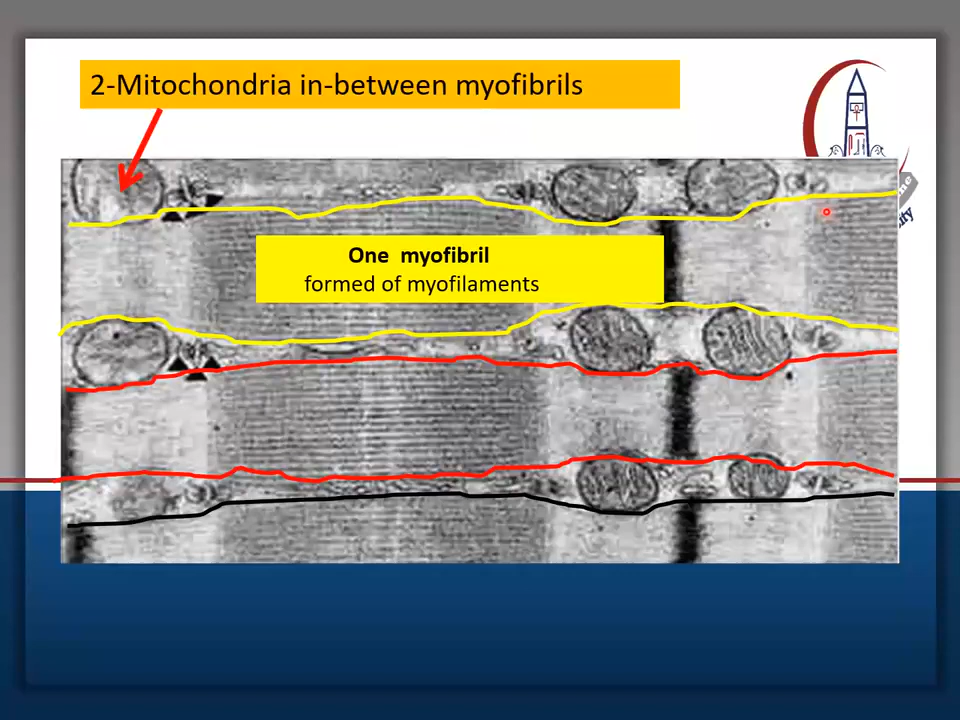 2-Mitochondria in-between myofibrils
One myofibril
formed of myofilaments